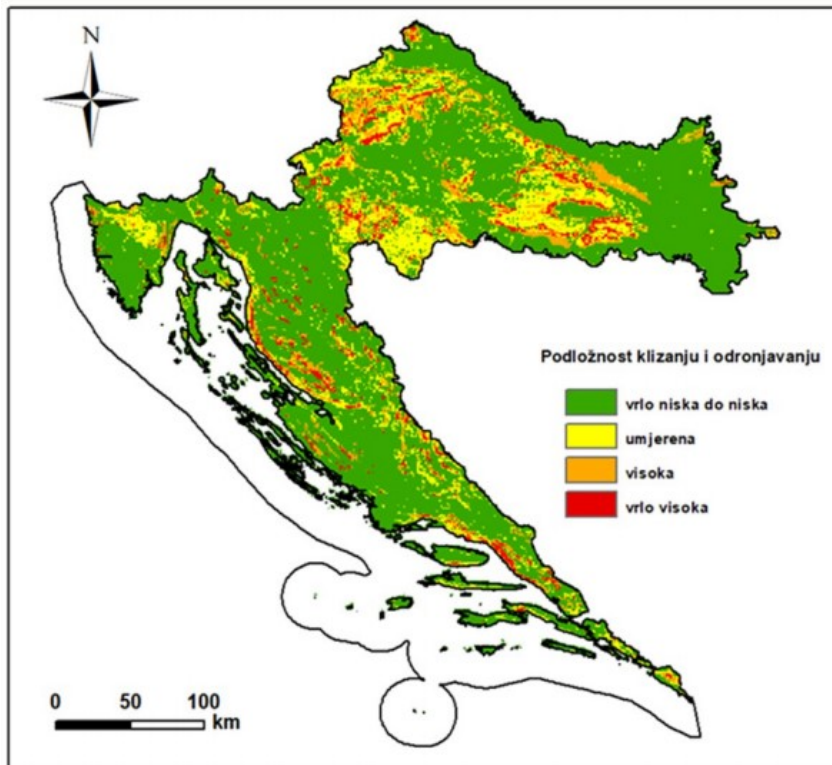 N
Podložnost klizanju i odronjavanju
vrlo niska do niska
umjerena
visoka
vrlo visoka
0 50 100
km